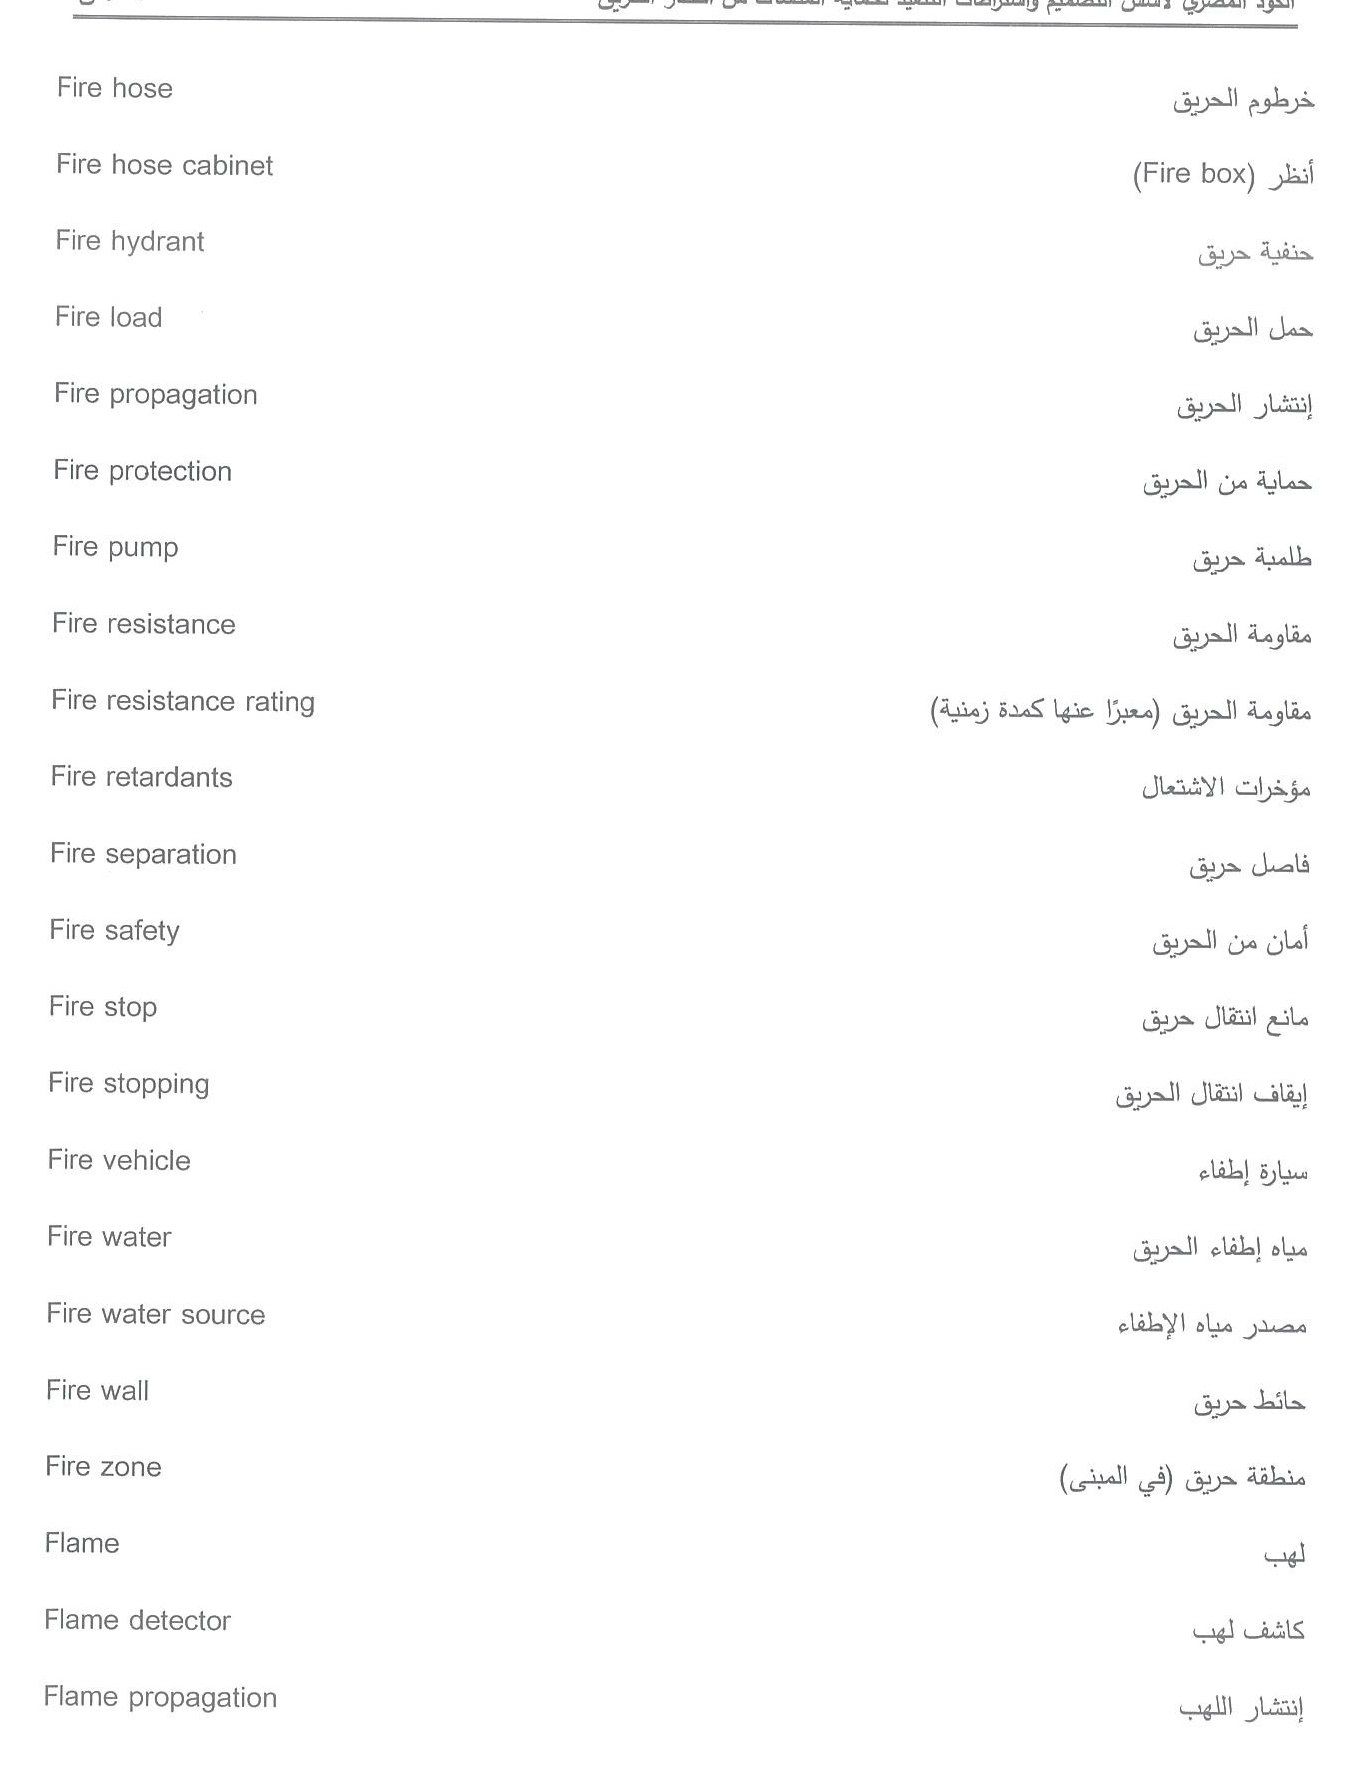 Fire hose خرطوم الحريق
Fire hose cabinet أنظر (Fire box)
Fire hydrant حنفية حريق
Fire load حمل الحريق
Fire propagation إنتشار الحريق
Fire protection حماية من الحريق
Fire pump طلمبة حريق
Fire resistance مقاومة الحريق
Fire resistance rating مقاومة الحريق (معبرًا عنها كمدة زمنية)
Fire retardants مؤخرات الاشتعال
Fire separation فاصل حريق
Fire safety أمان من الحريق
Fire stop مانع انتقال حريق
Fire stopping إيقاف انتقال الحريق
Fire vehicle سيارة إطفاء
Fire water مياه إطفاء الحريق
Fire water source مصدر مياه الإطفاء
Fire wall حائط حريق
Fire zone منطقة حريق (في المبنى)
Flame لهب
Flame detector كاشف لهب
Flame propagation إنتشار اللهب